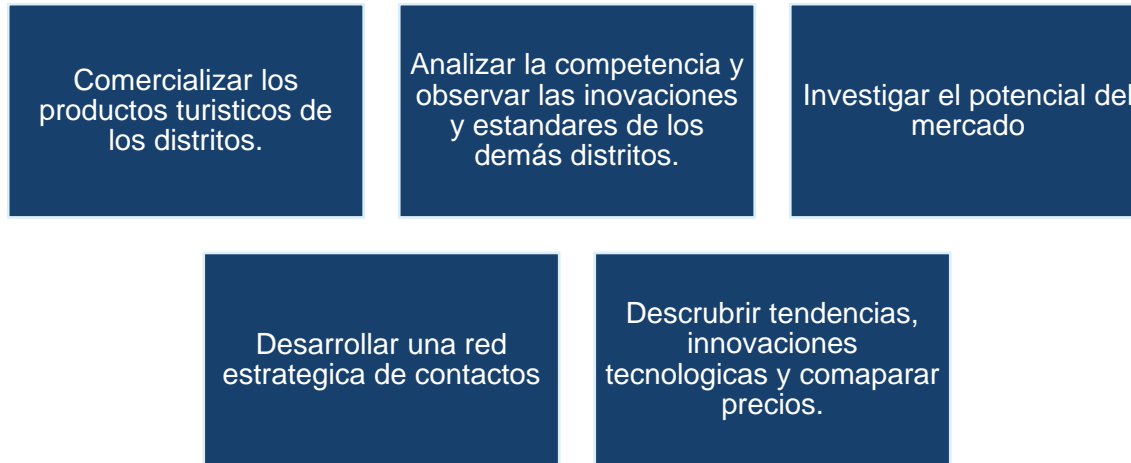 Comercializar los
productos turisticos de
los distritos.
Analizar la competencia y
observar las inovaciones
y estandares de los
demás distritos.
Investigar el potencial del
mercado
Desarrollar una red
estrategica de contactos
Descrubrir tendencias,
innovaciones
tecnologicas y comaparar
precios.